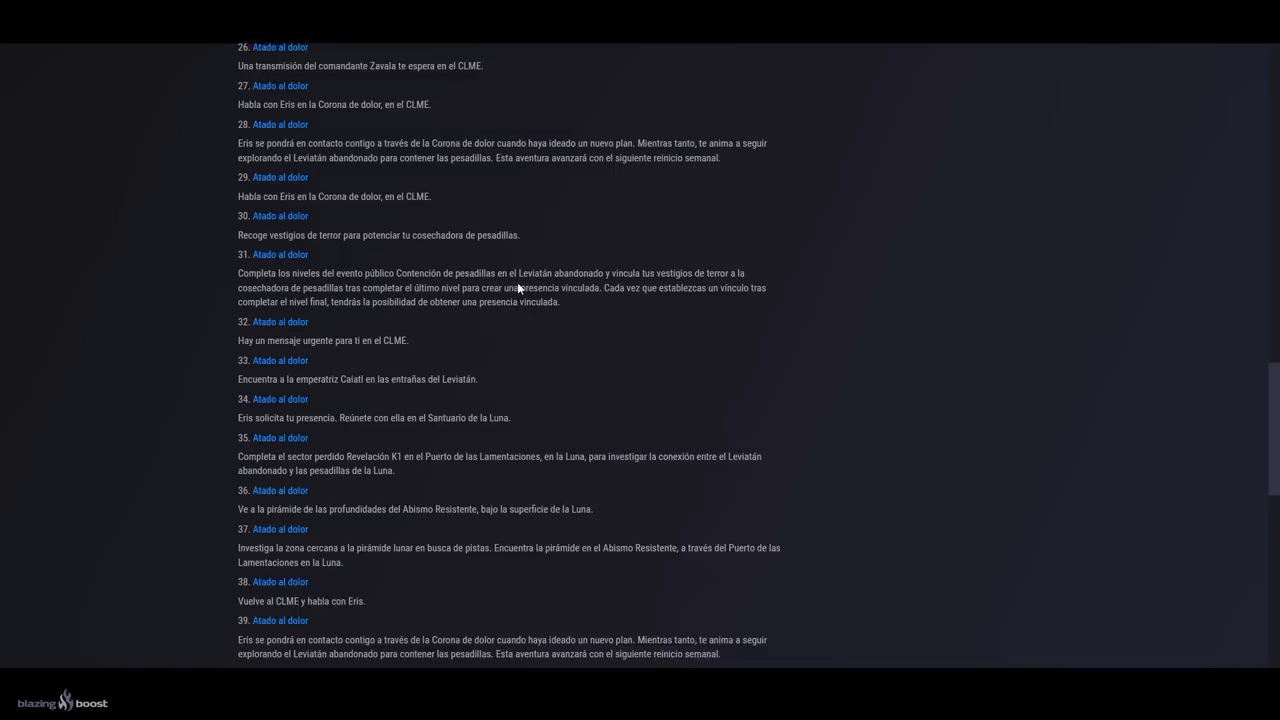 26. Atado al dolor
Una transmisión del comandante Zavala te espera en el CLME.
27. Atado al dolor
Habla con Eris en la Corona de dolor, en el CLME.
28. Atado al dolor
Eris se pondrá en contacto contigo a través de la Corona de dolor cuando haya ideado un nuevo plan. Mientras tanto, te anima a seguir
explorando el Leviatán abandonado para contener las pesadillas. Esta aventura avanzará con el siguiente reinicio semanal.
29. Atado al dolor
Habla con Eris en la Corona de dolor, en el CLME.
30. Atado al dolor
Recoge vestigios de terror para potenciar tu cosechadora de pesadillas.
31. Atado al dolor
Completa los niveles del evento público Contención de pesadillas en el Leviatán abandonado y vincula tus vestigios de terror a la
cosechadora de pesadillas tras completar el último nivel para crear una presencia vinculada. Cada vez que establezcas un vínculo tras
completar el nivel final, tendrás la posibilidad de obtener una presencia vinculada.
32. Atado al dolor
Hay un mensaje urgente para ti en el CLME.
33. Atado al dolor
Encuentra a la emperatriz Caiatl en las entrañas del Leviatán.
34. Atado al dolor
Eris solicita tu presencia. Reúnete con ella en el Santuario de la Luna.
35. Atado al dolor
Completa el sector perdido Revelación K1 en el Puerto de las Lamentaciones, en la Luna, para investigar la conexión entre el Leviatán
abandonado y las pesadillas de la Luna.
36. Atado al dolor
Ve a la pirámide de las profundidades del Abismo Resistente, bajo la superficie de la Luna.
37. Atado al dolor
Investiga la zona cercana a la pirámide lunar en busca de pistas. Encuentra la pirámide en el Abismo Resistente, a través del Puerto de las
Lamentaciones en la Luna.
38. Atado al dolor
Vuelve al CLME y habla con Eris.
39. Atado al dolor
Eris se pondrá en contacto contigo a través de la Corona de dolor cuando haya ideado un nuevo plan. Mientras tanto, te anima a seguir
explorando el Leviatán abandonado para contener las pesadillas. Esta aventura avanzará con el siguiente reinicio semanal.
blazing boost